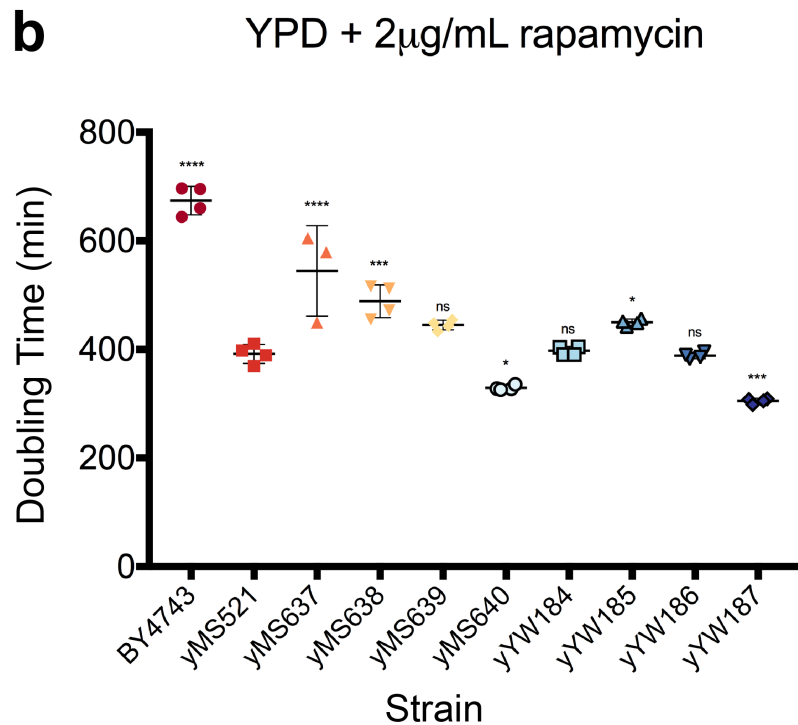 b
YPD + 2μg/mL rapamycin
Doubling Time (min)
800
600
400
200
0
****
****
***
ns
*
ns
*
ns
***
BY4743
yMS521
yMS637
yMS638
yMS639
yMS640
yYW184
yYW185
yYW186
yYW187
Strain